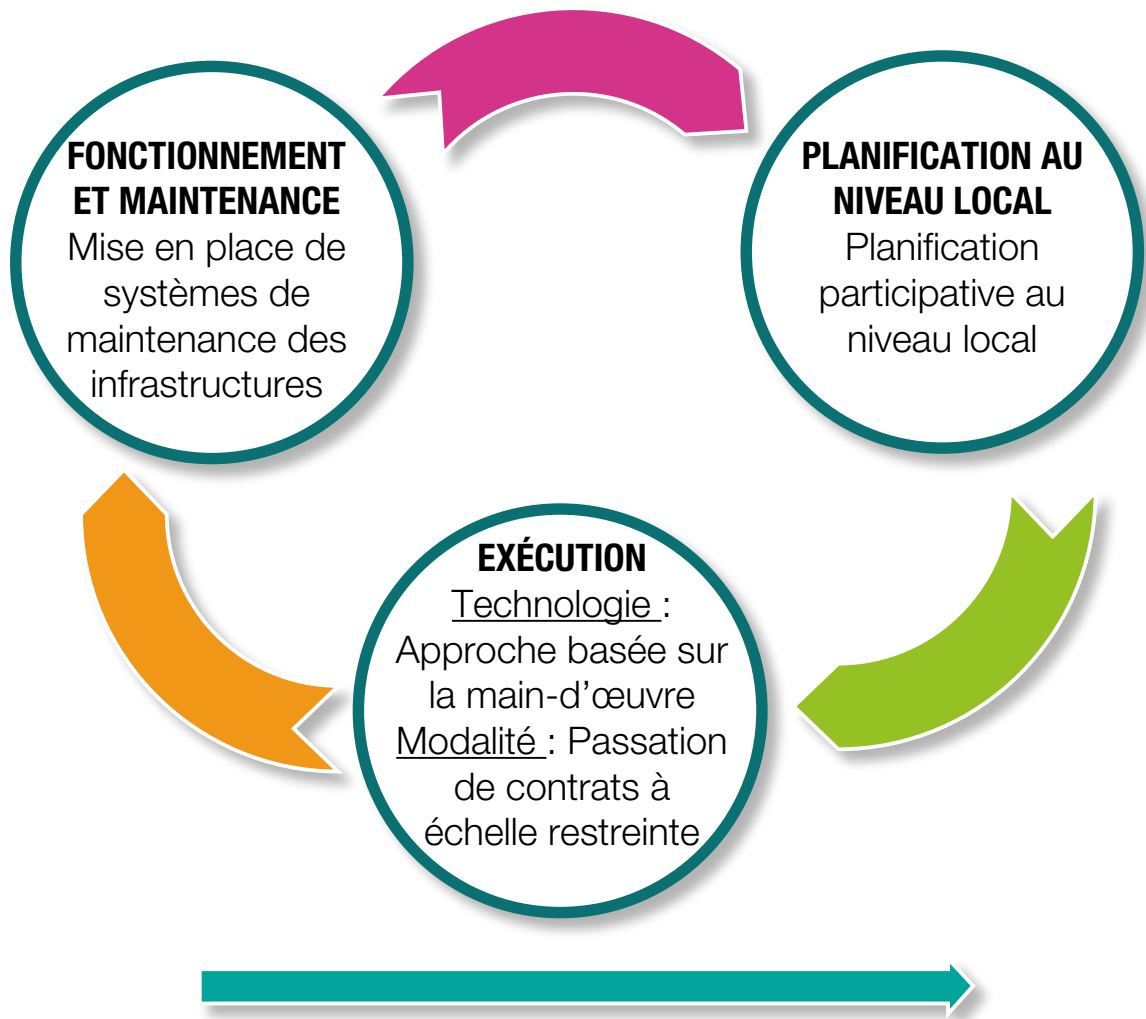 FONCTIONNEMENT
ET MAINTENANCE
Mise en place de
systèmes de
maintenance des
infrastructures
PLANIFICATION AU
NIVEAU LOCAL
Planification
participative au
niveau local
EXÉCUTION
Technologie :
Approche basée sur
la main-d’œuvre
Modalité : Passation
de contrats à
échelle restreinte